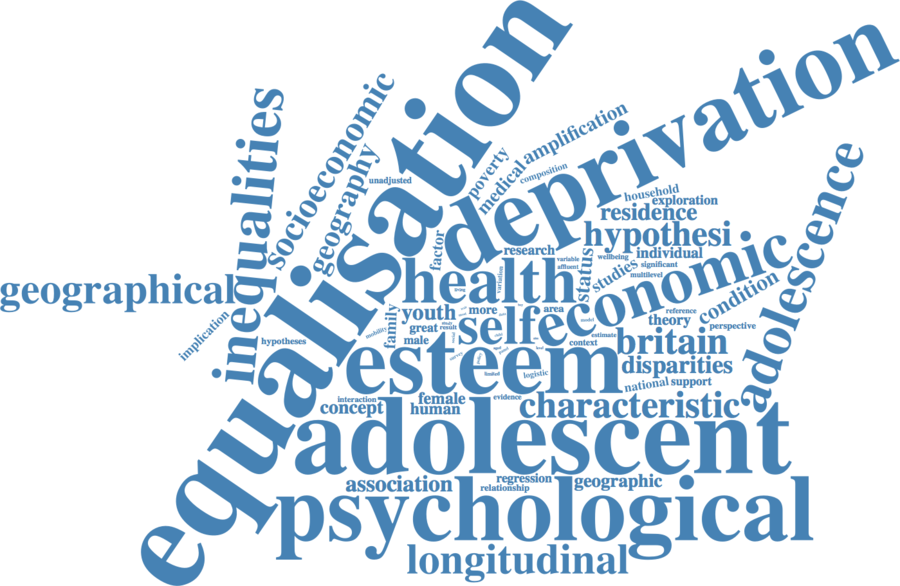 equalisation
deprivation
inequalities
socioeconomic
geography
unadjusted
poverty
medical
amplification
composition
household
exploration
residence
hypothesi
adolescence
factor
research
variable
affluent
wellbeing
individual
status
studies
significant
multilevel
geographical
health
variation
economic
condition
implication
hypotheses
mobility
family
youth
more
area
great
result
male
self
model
reference
theory
perspective
estimate
context
britain
esteem
disparities
logistic
national
support
interaction
female
evidence
concept
human
characteristic
adolescent
association
regression
relationship
geographic
psychological
longitudinal